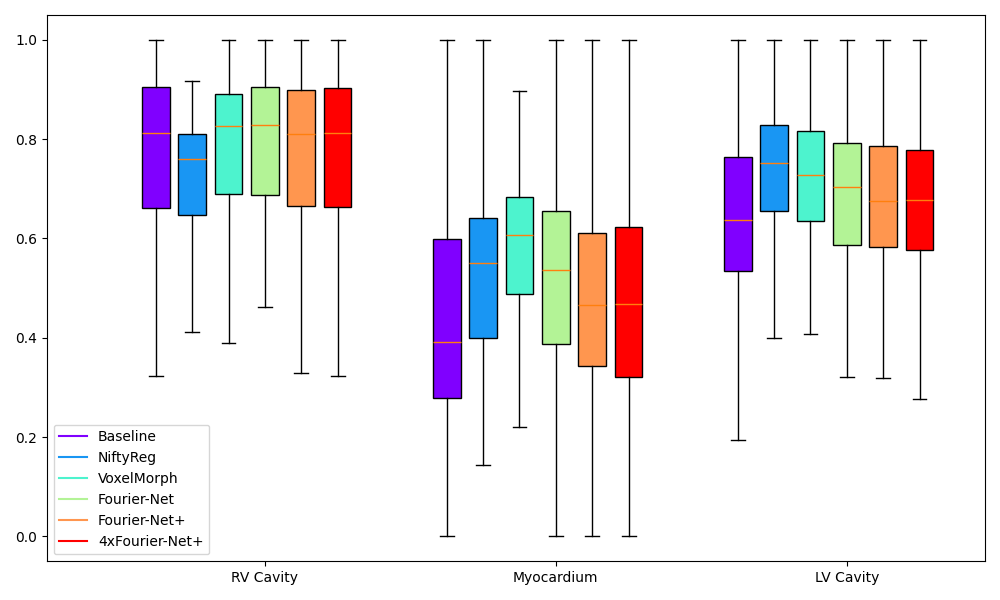 1.0
0.8
0.6
0.4
0.2
0.0
Baseline
NiftyReg
VoxelMorph
Fourier-Net
Fourier-Net+
4xFourier-Net+
RV Cavity
Myocardium
LV Cavity